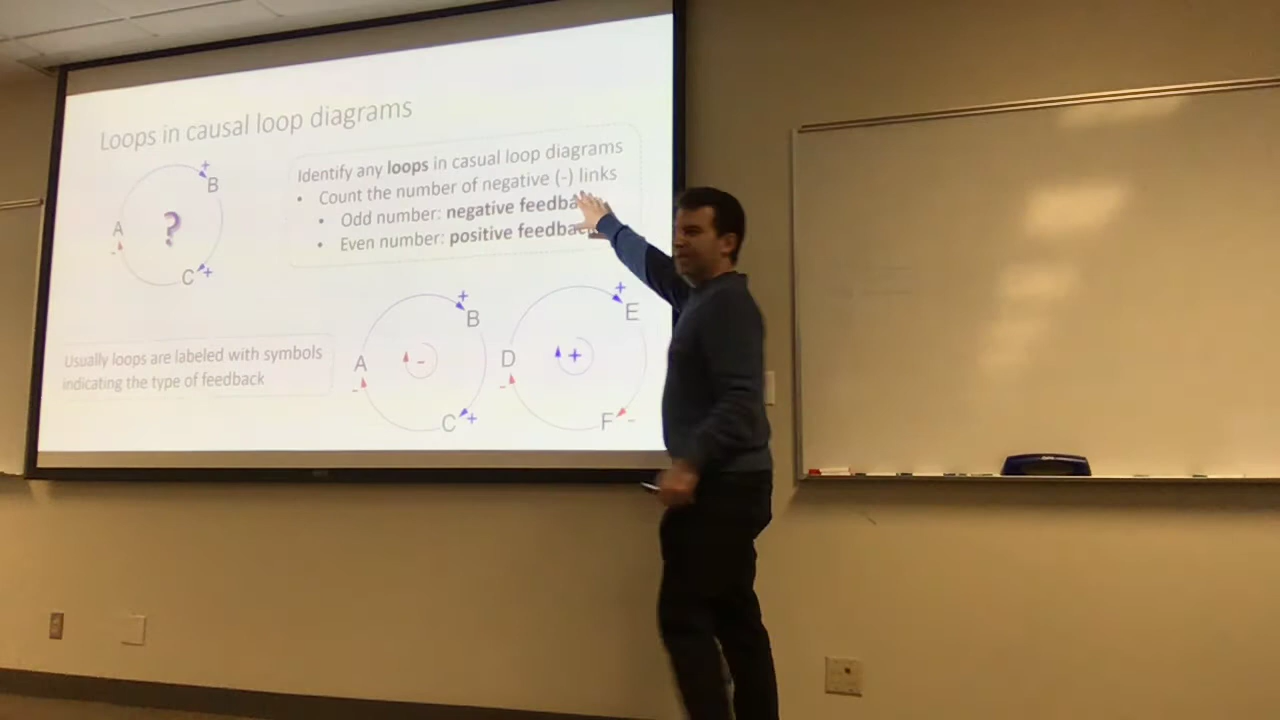 Loops in causal loop diagrams
+
B
?
A
-
C
+
Identify any loops in casual loop diagrams
• Count the number of negative (-) links
• Odd number: negative feedba
• Even number: positive feedback
Usually loops are labeled with symbols
indicating the type of feedback
+
B
A
-
-
C
+
+
E
D
+
-
F
-